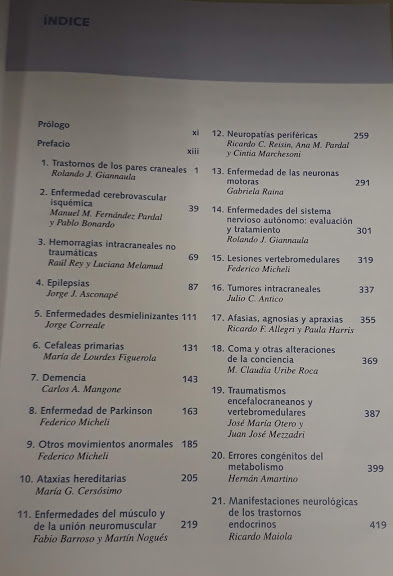 ÍNDICE
Prólogo
xi
Prefacio
xiii
1. Trastornos de los pares craneales 1
Rolando J. Giannaula
2. Enfermedad cerebrovascular
isquémica 39
Manuel M. Fernández Pardal
y Pablo Bonardo
3. Hemorragias intracraneales no
traumáticas 69
Raúl Rey y Luciana Melamud
4. Epilepsias 87
Jorge J. Asconapé
5. Enfermedades desmielinizantes 111
Jorge Correale
6. Cefaleas primarias 131
María de Lourdes Figuerola
7. Demencia 143
Carlos A. Mangone
8. Enfermedad de Parkinson 163
Federico Micheli
9. Otros movimientos anormales 185
Federico Micheli
10. Ataxias hereditarias 205
María G. Cersósimo
11. Enfermedades del músculo y
de la unión neuromuscular 219
Fabio Barroso y Martín Nogués
12. Neuropatías periféricas 259
Ricardo C. Reisin, Ana M. Pardal
y Cintia Marchesoni
13. Enfermedad de las neuronas
motoras 291
Gabriela Raina
14. Enfermedades del sistema
nervioso autónomo: evaluación
y tratamiento 301
Rolando J. Giannaula
15. Lesiones vertebromedulares 319
Federico Micheli
16. Tumores intracraneales 337
Julio C. Antico
17. Afasias, agnosias y apraxias 355
Ricardo F. Allegri y Paula Harris
18. Coma y otras alteraciones
de la conciencia 369
M. Claudia Uribe Roca
19. Traumatismos
encefalocraneanos y
vertebromedulares 387
José María Otero y
Juan José Mezzadri
20. Errores congénitos del
metabolismo 399
Hernán Amartino
21. Manifestaciones neurológicas
de los trastornos
endocrinos 419
Ricardo Maiola